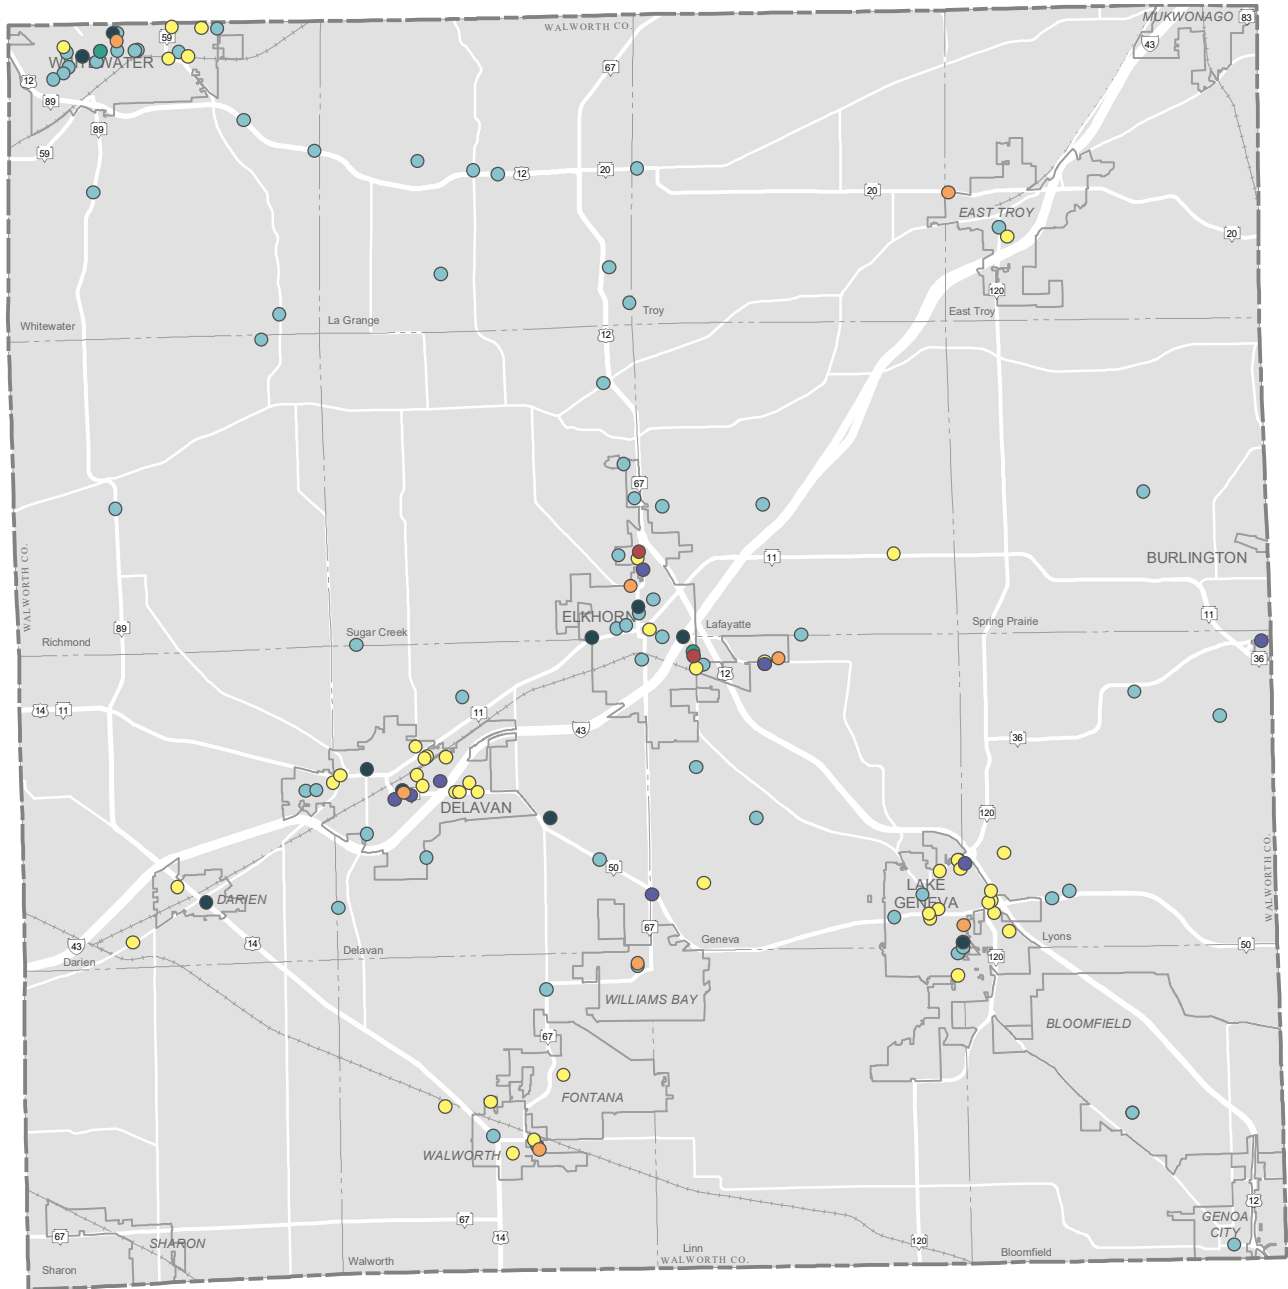 WALWORTH CO.
MUKWONAGO
83
59
43
WHITEWATER
67
12
89
89
59
12
20
20
EAST TROY
20
120
Whitewater
La Grange
Troy
East Troy
12
67
WALWORTH CO.
11
BURLINGTON
ELKHORN
11
89
Richmond
Sugar Creek
Lafayatte
Spring Prairie
36
12
14
11
11
43
36
DELAVAN
120
50
LAKE
GENEVA
WALWORTH CO.
DARIEN
43
14
Darien
Delavan
67
Geneva
Lyons
50
120
WILLIAMS BAY
BLOOMFIELD
67
FONTANA
WALWORTH
12
67
67
14
120
GENOA
CITY
SHARON
Sharon
Walworth
Linn
WALWORTH CO.
Bloomfield